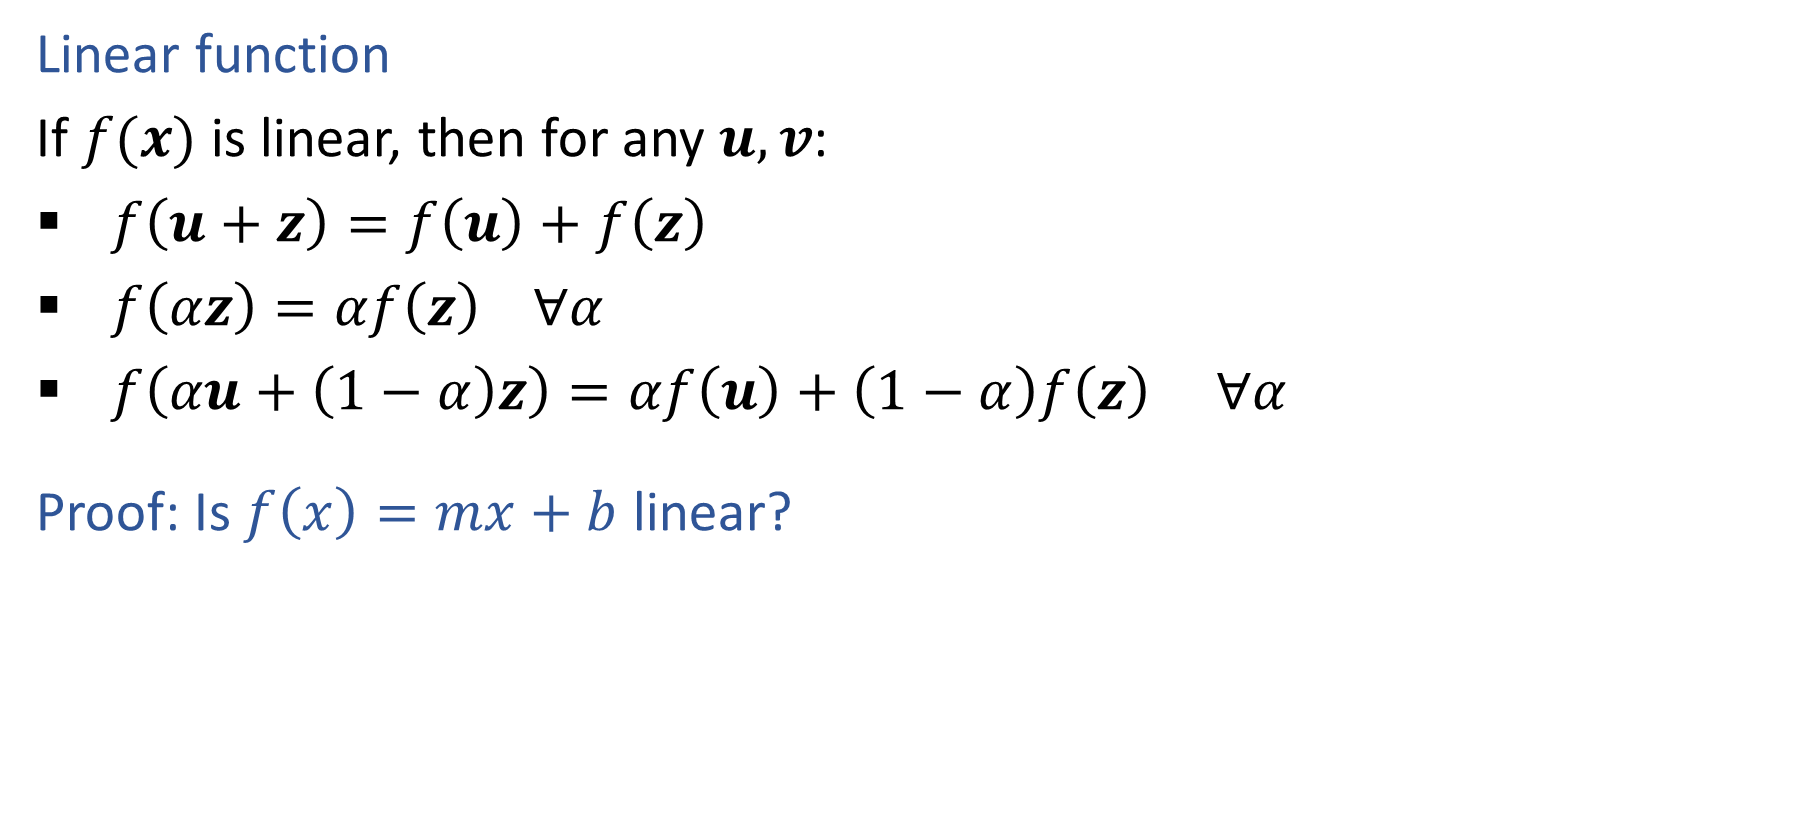 Linear function
If 𝑓(𝒙) is linear, then for any 𝒖, 𝒗:
▪ 𝑓(𝒖 + 𝒛) = 𝑓(𝒖) + 𝑓(𝒛)
▪ 𝑓(𝛼𝒛) = 𝛼𝑓(𝒛) ∀𝛼
▪ 𝑓(𝛼𝒖 + (1 − 𝛼)𝒛) = 𝛼𝑓(𝒖) + (1 − 𝛼)𝑓(𝒛) ∀𝛼
Proof: Is 𝑓(𝑥) = 𝑚𝑥 + 𝑏 linear?